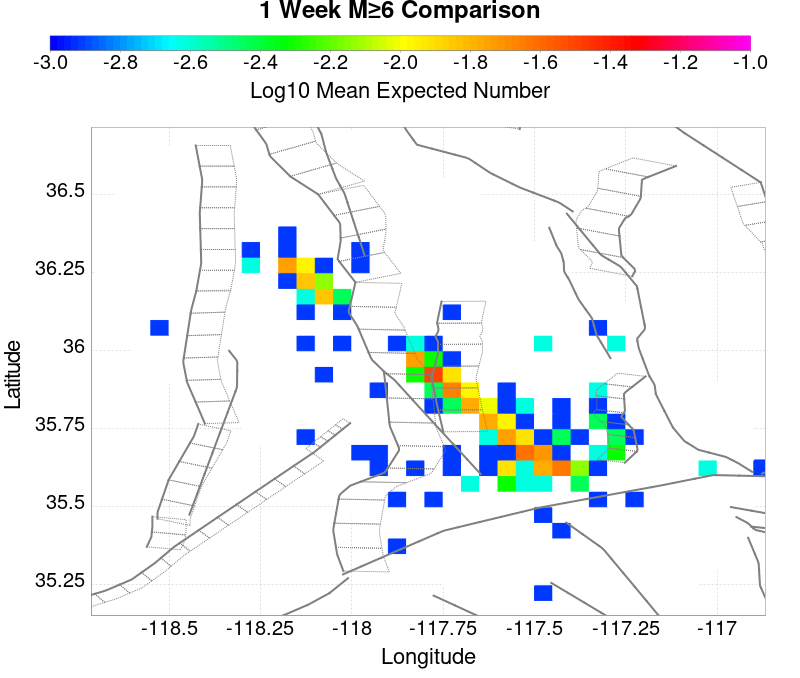 1 Week M≥6 Comparison
-3.0 -2.8 -2.6 -2.4 -2.2 -2.0 -1.8 -1.6 -1.4 -1.2 -1.0
Log10 Mean Expected Number
36.5
36.25
36
35.75
35.5
35.25
Latitude
-118.5 -118.25 -118 -117.75 -117.5 -117.25 -117
Longitude